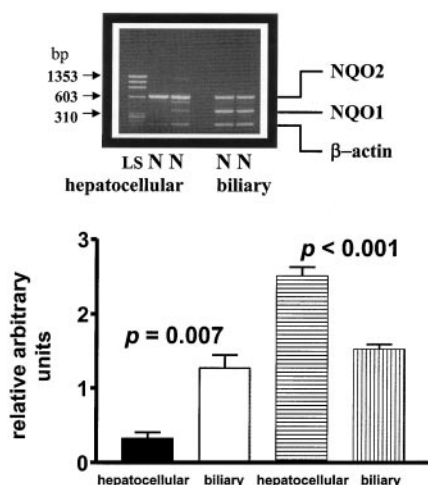 bp
1353
603
310
NQO2
NQO1
β–actin
LS N N N N
hepatocellular biliary
relative arbitrary
units
3
2
1
0
p = 0.007
p < 0.001
hepatocellular biliary hepatocellular biliary